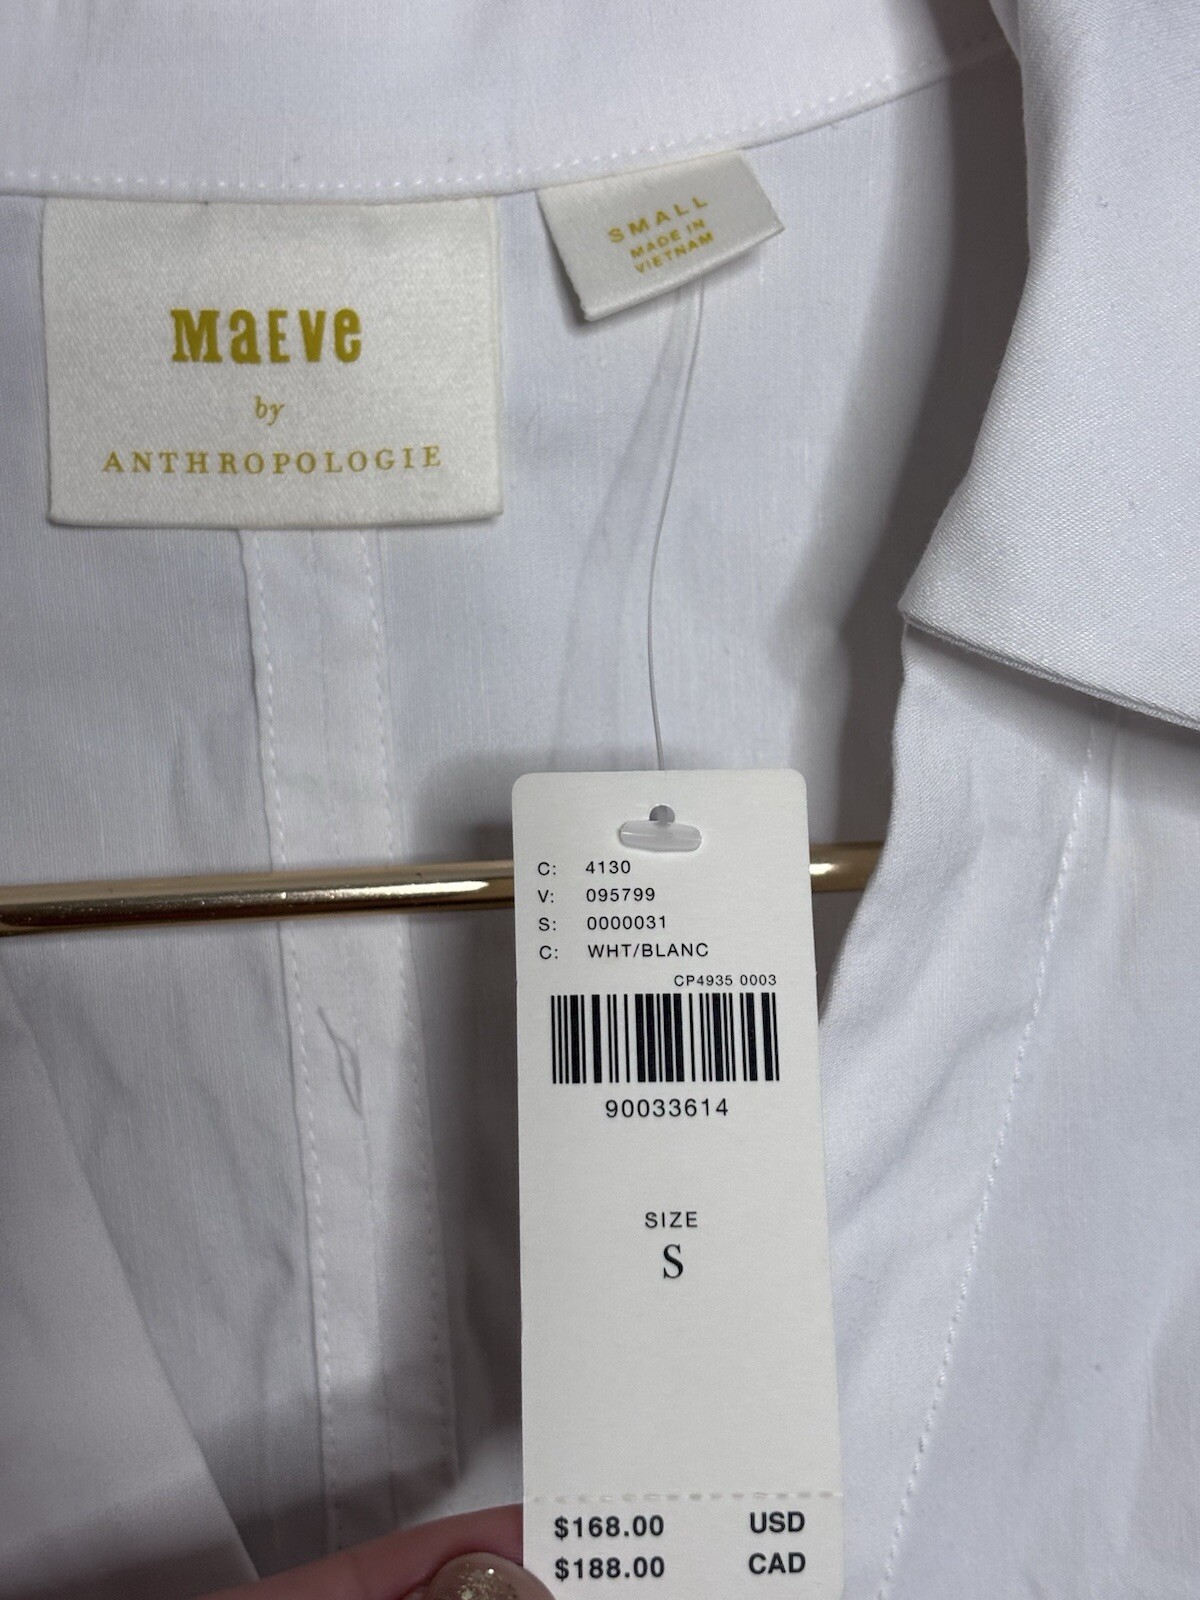 MaEve
by
ANTHROPOLOGIE
SMALL
MADE IN
VIETNAM
C: 4130
V: 095799
S: 0000031
C: WHT/BLANC
CP4935 0003
90033614
SIZE
S
$168.00 USD
$188.00 CAD